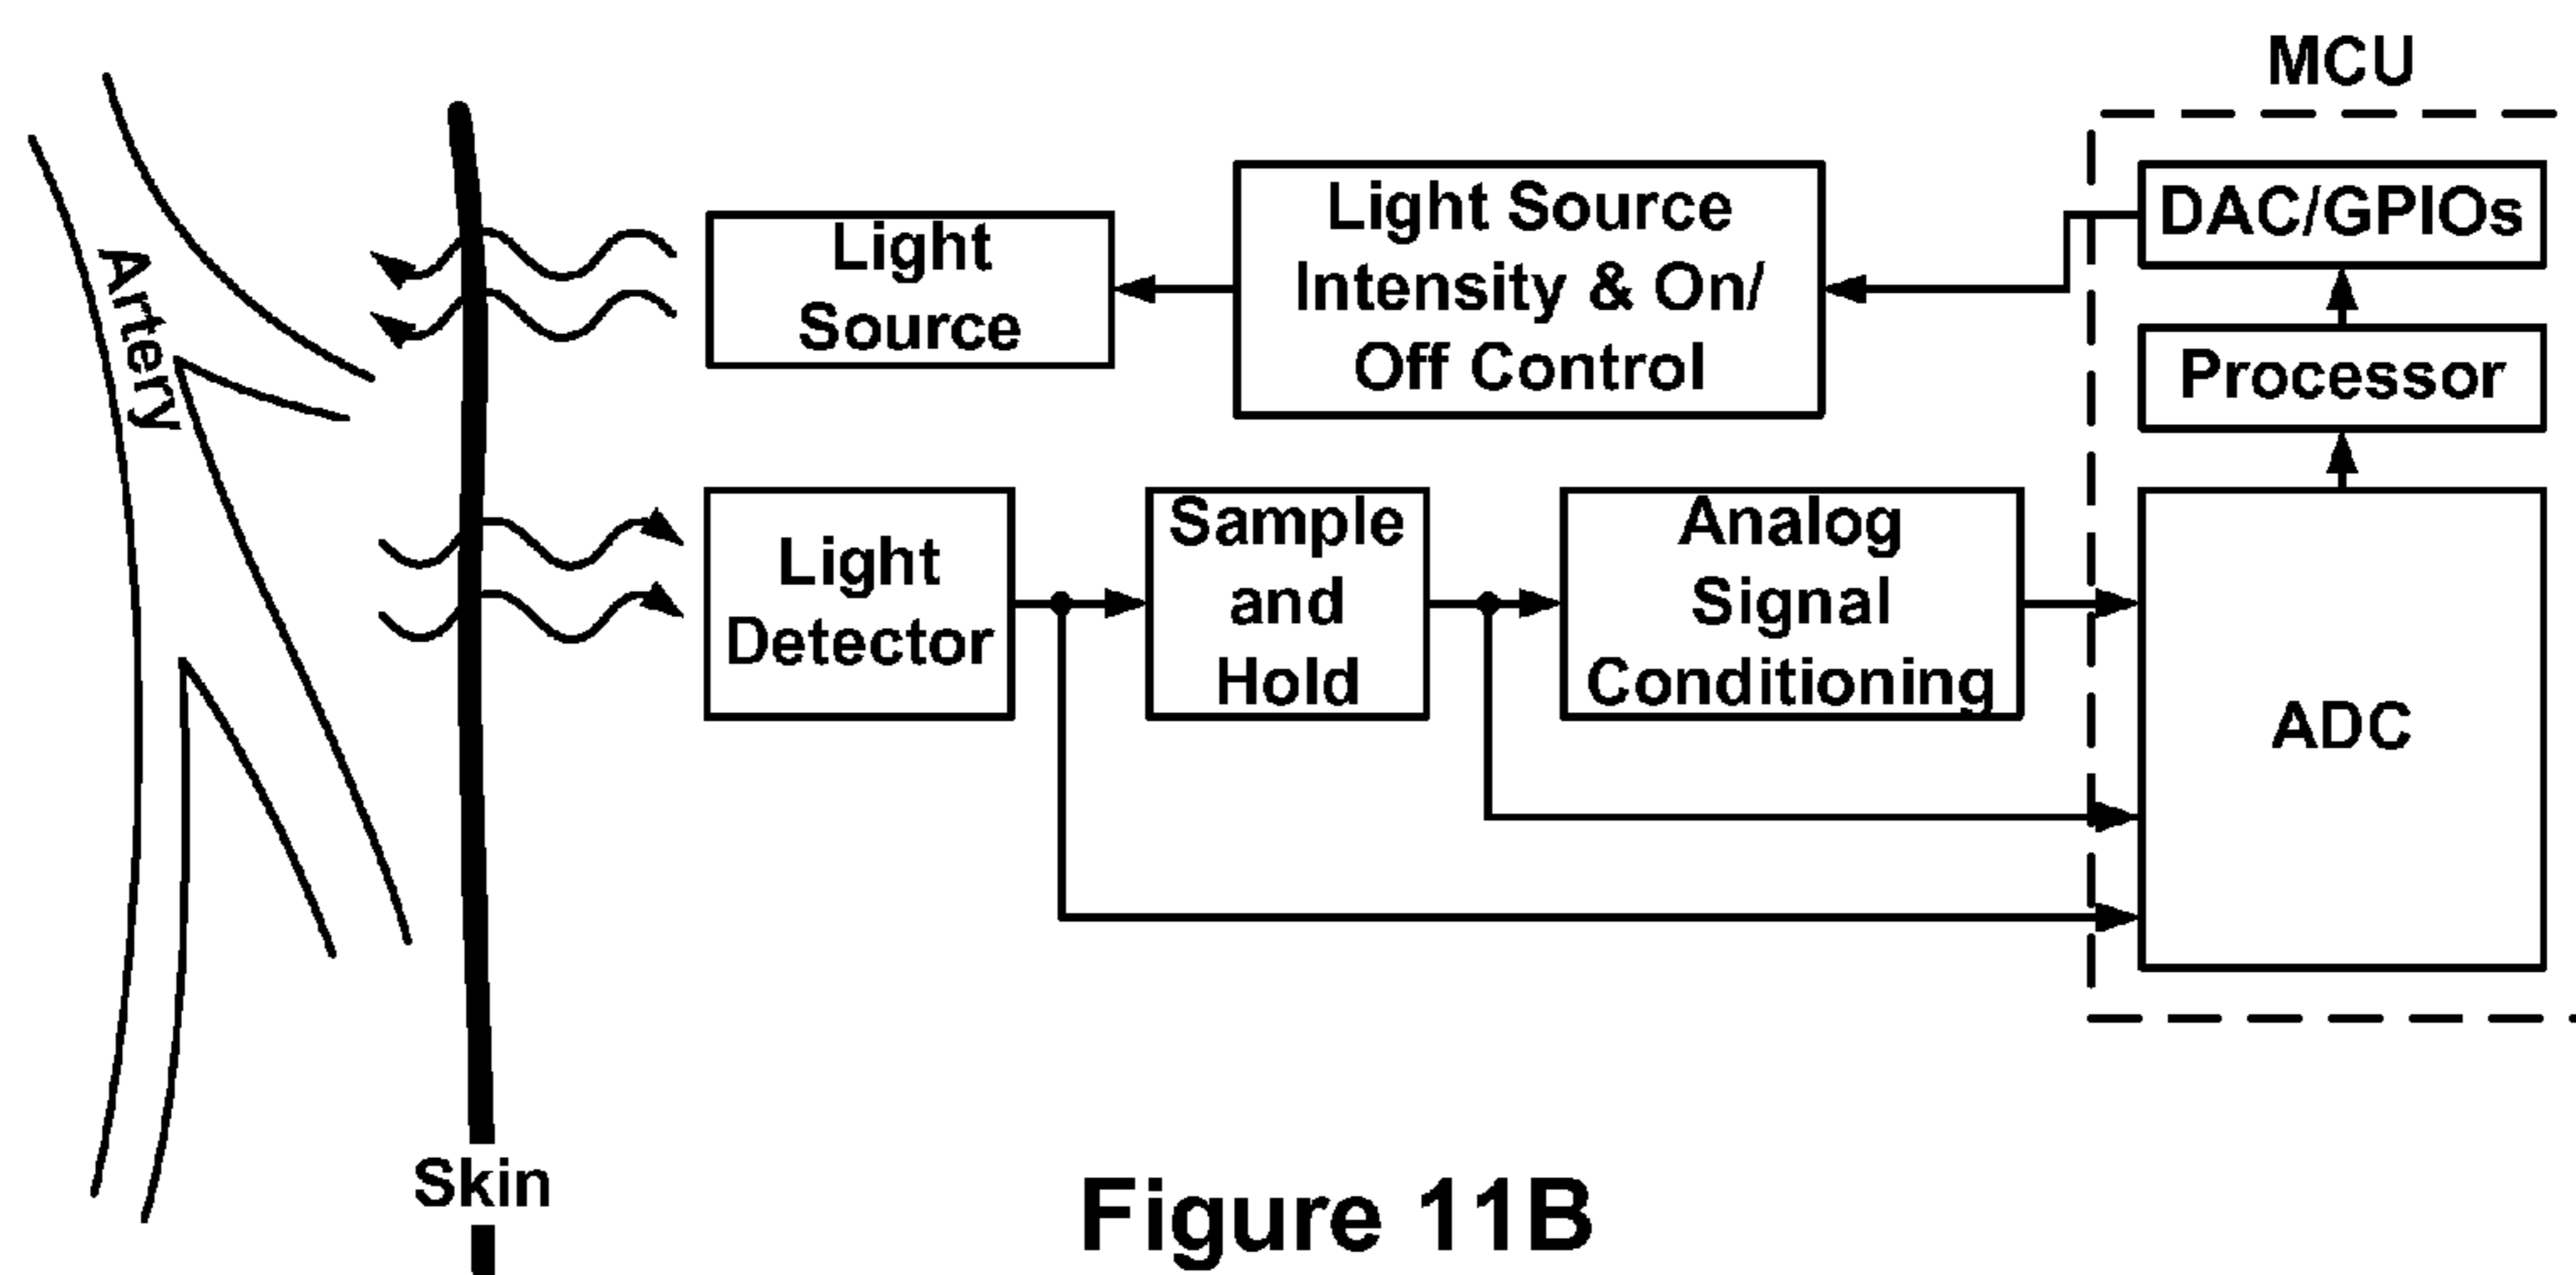 MCU
Light
Source
Light Source
Intensity & On/
Off Control
DAC/GPIOs
Processor
Artery
Light
Detector
Sample
and
Hold
Analog
Signal
Conditioning
ADC
Skin
Figure 11B